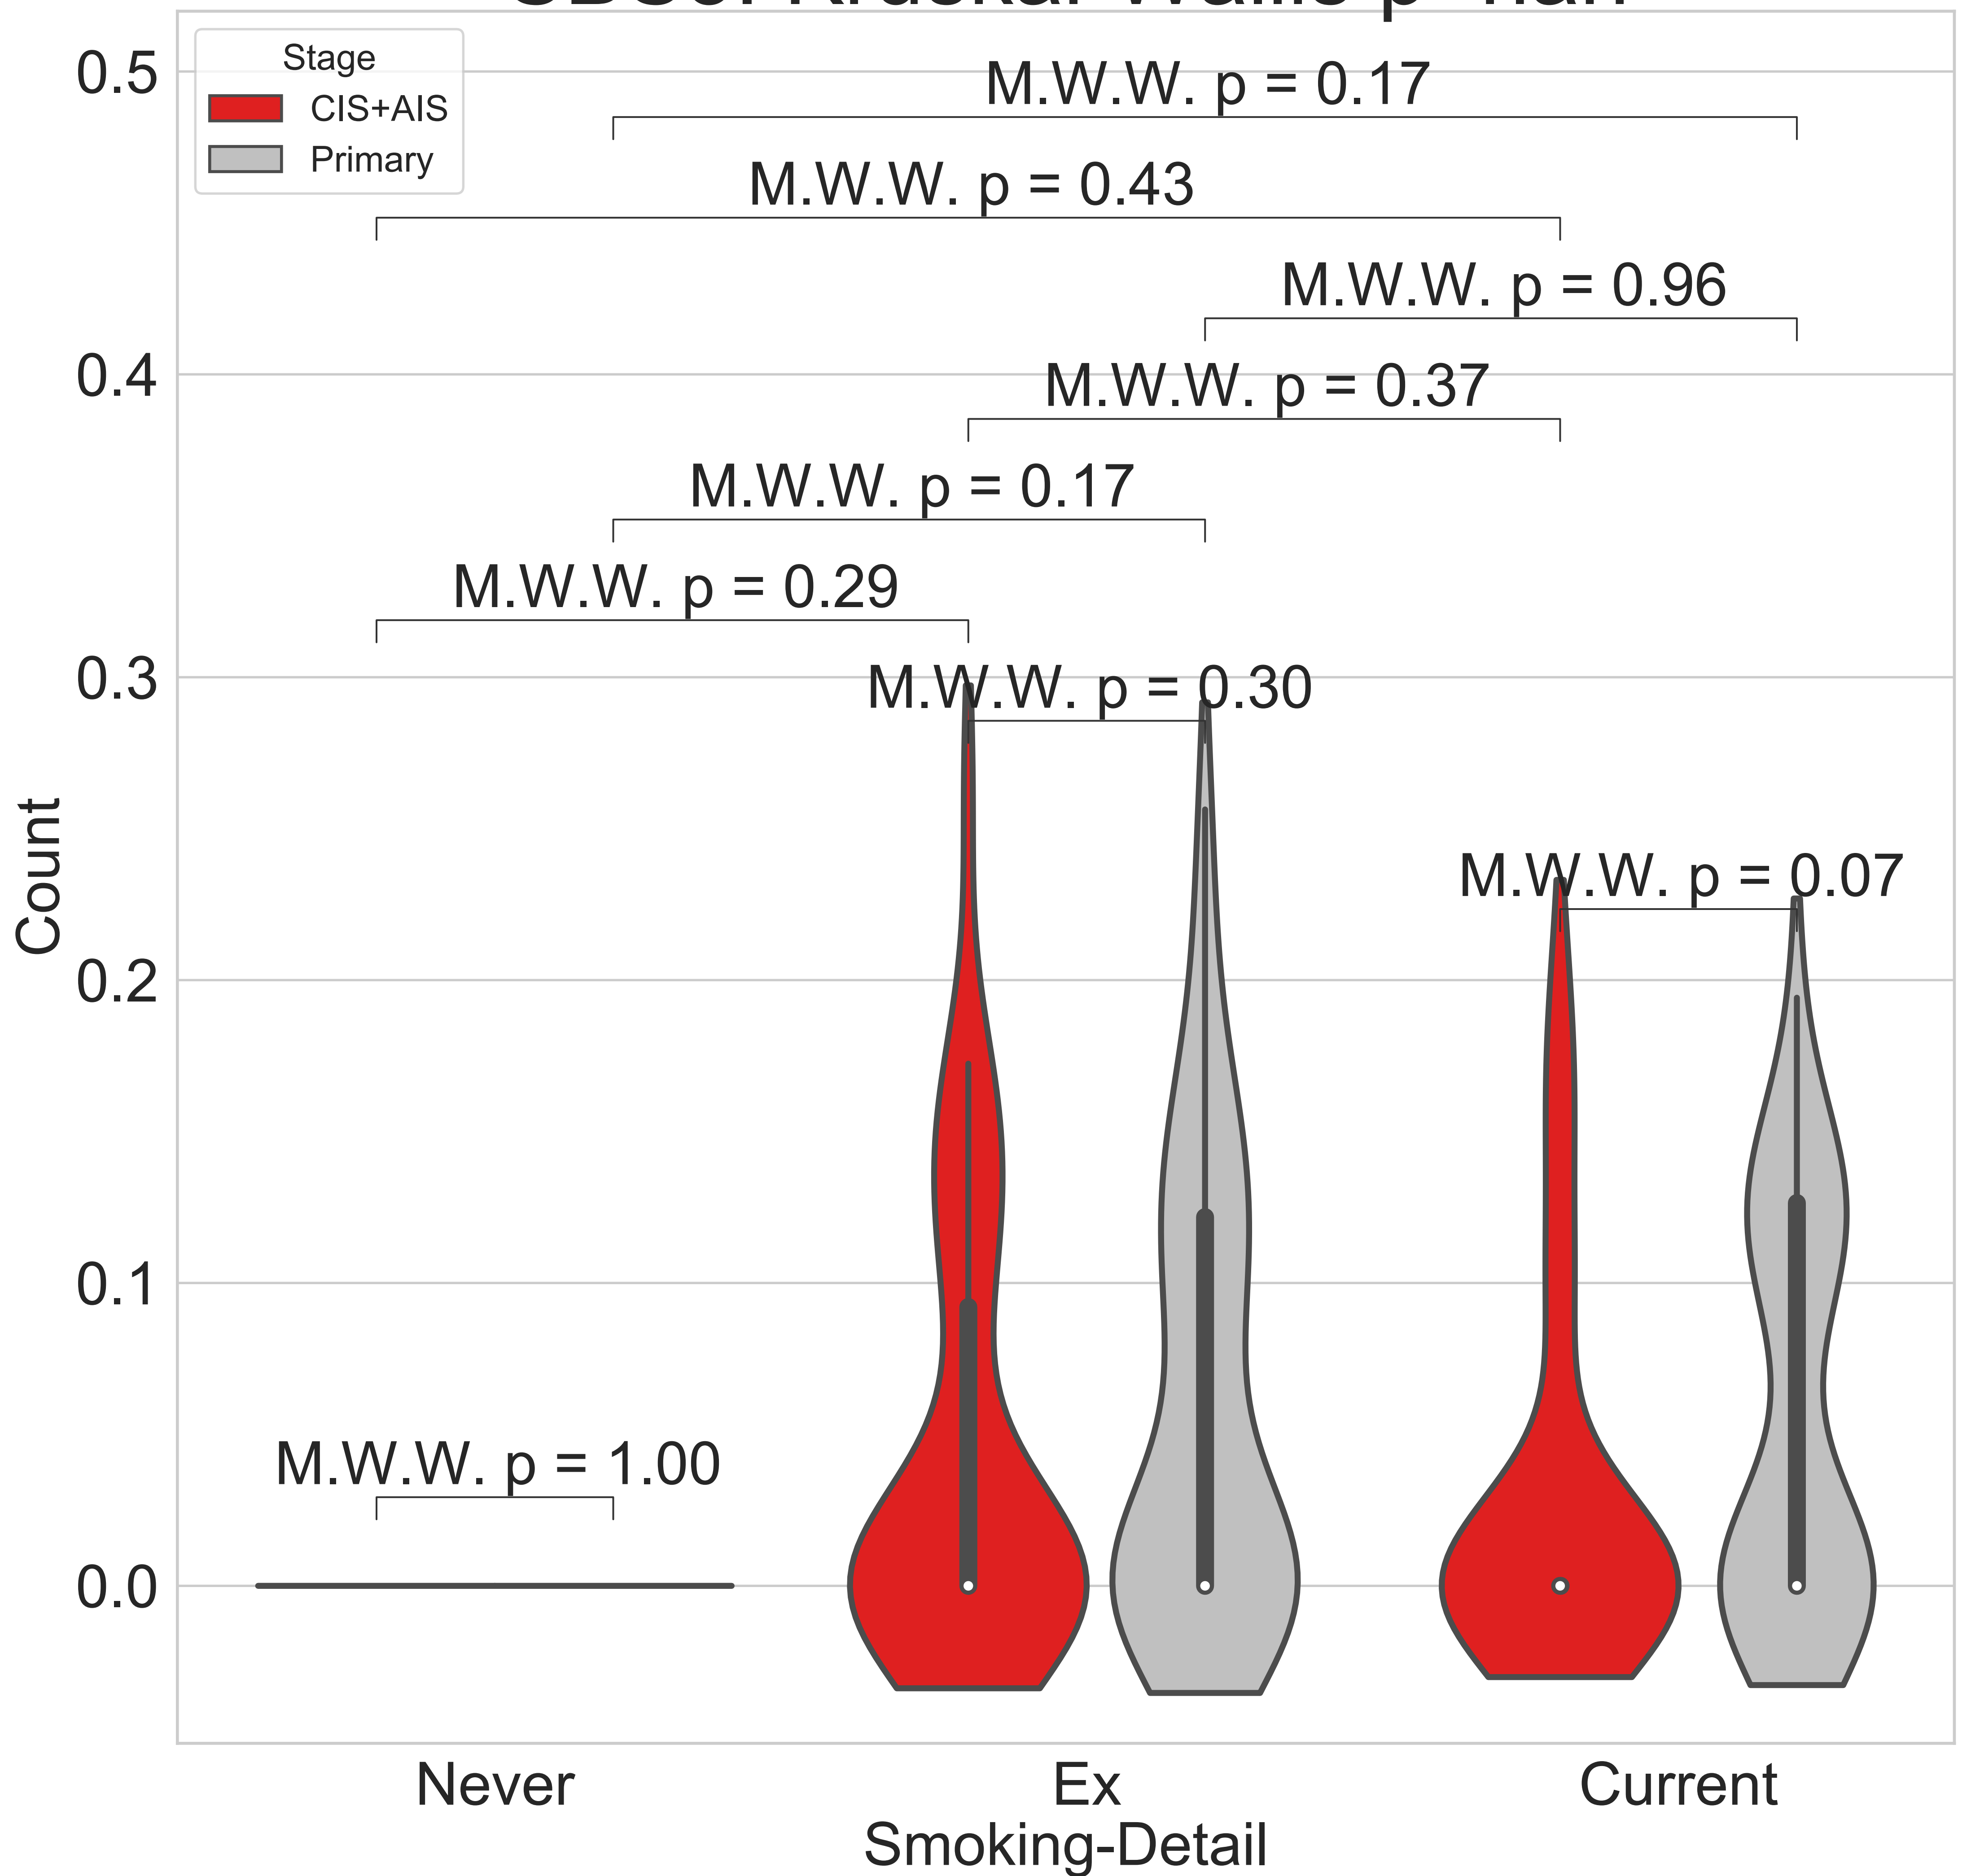 Stage
CIS+AIS
Primary
M.W.W. p = 0.17
M.W.W. p = 0.43
M.W.W. p = 0.96
M.W.W. p = 0.37
M.W.W. p = 0.17
M.W.W. p = 0.29
M.W.W. p = 0.30
M.W.W. p = 0.07
M.W.W. p = 1.00
0.5
0.4
0.3
0.2
0.1
0.0
Count
Never
Ex
Current
Smoking-Detail